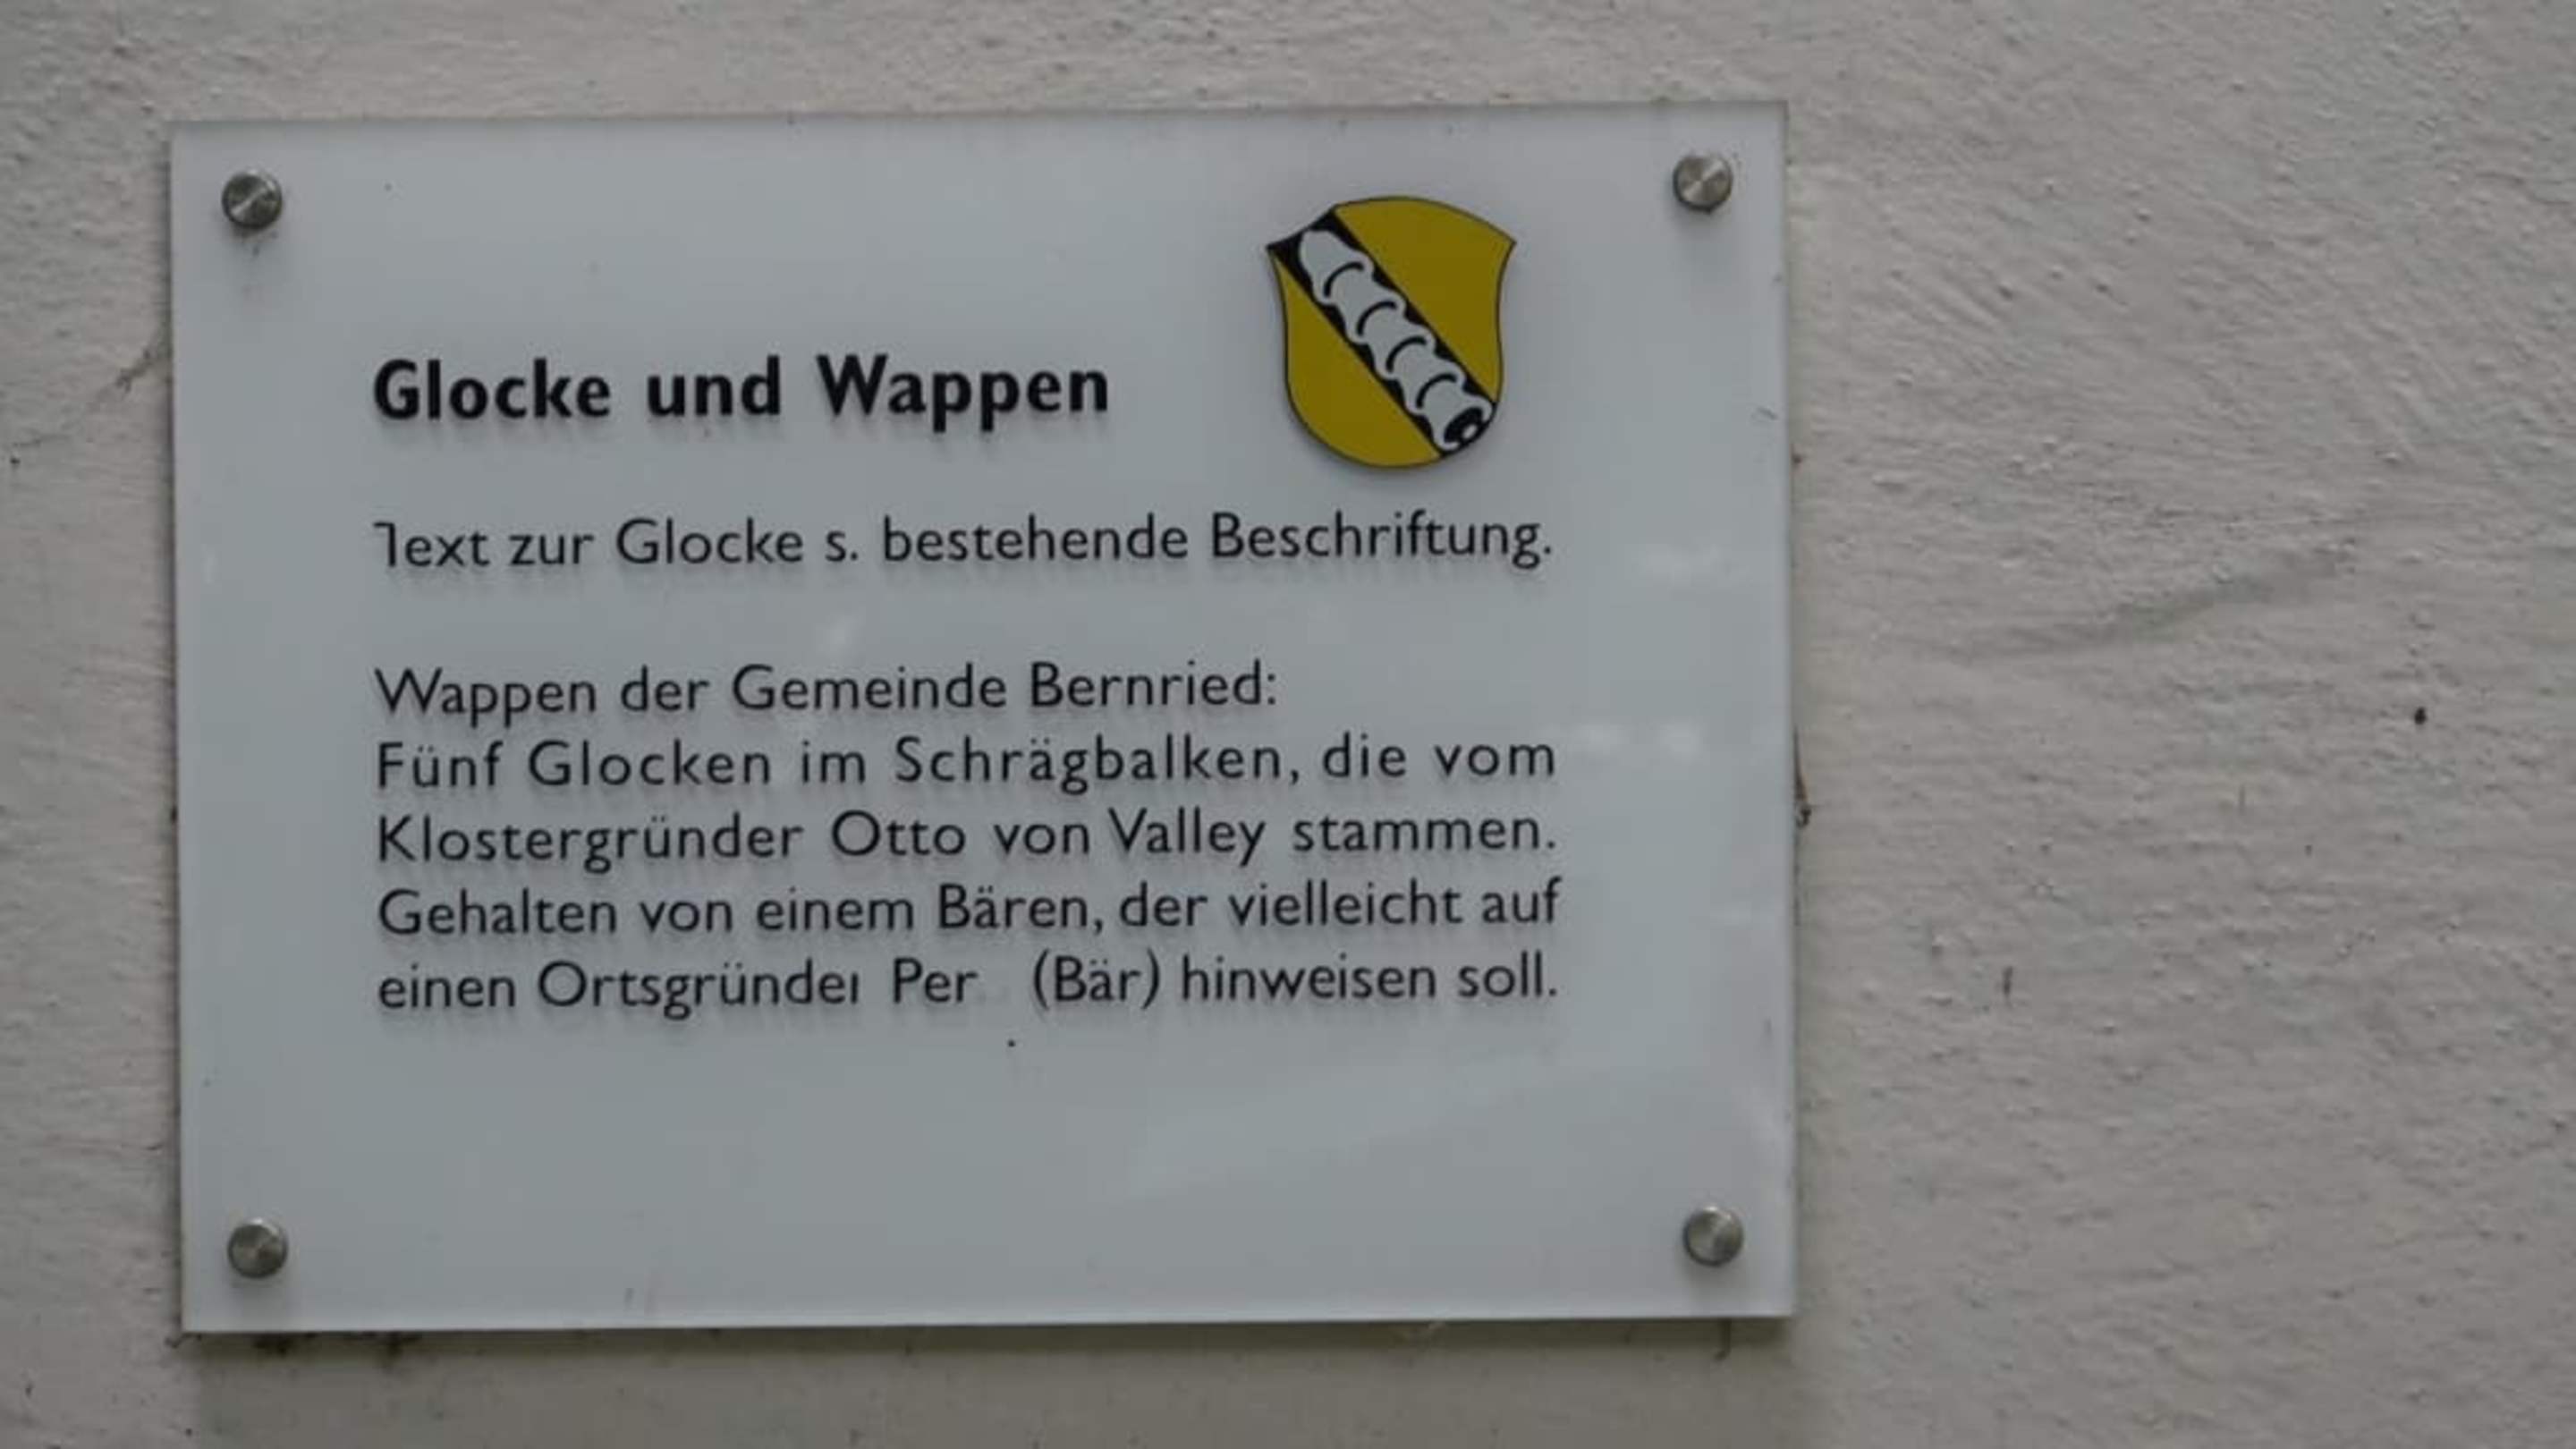 Glocke und Wappen
Text zur Glocke s. bestehende Beschriftung.
Wappen der Gemeinde Bernried:
Fünf Glocken im Schrägbalken, die vom
Klostergründer Otto von Valley stammen.
Gehalten von einem Bären, der vielleicht auf
einen Ortsgründer Per (Bär) hinweisen soll.